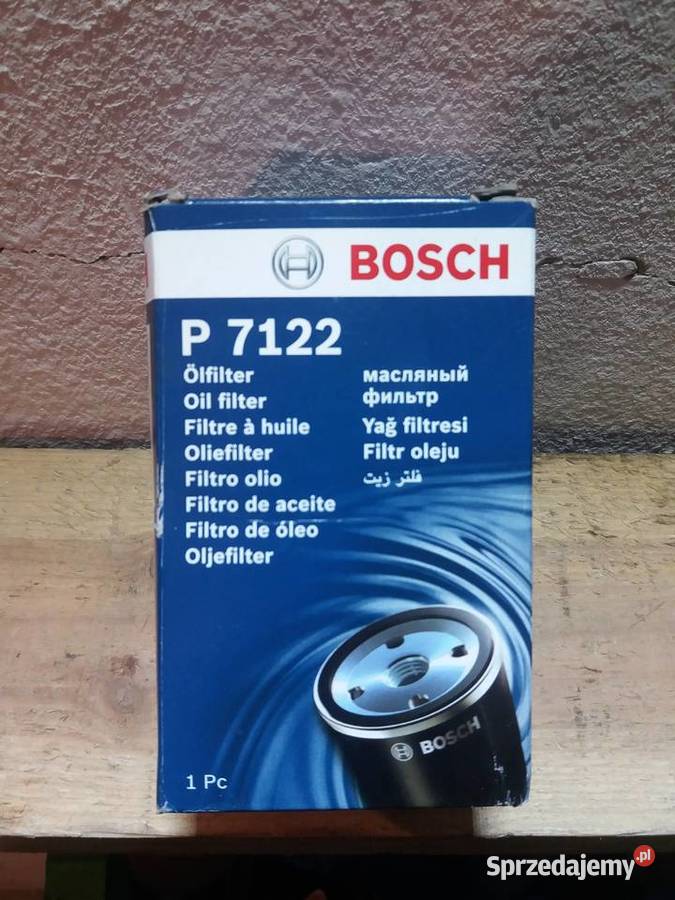 BOSCH
P 7122
Ölfilter
Oil filter
Filtre à huile
Oliefilter
Filtro olio
Filtro de aceite
Filtro de óleo
Oljefilter
масляный
фильтр
Yağ filtresi
Filtr oleju
فلتر زيت
BOSCH
1 Pc
Sprzedajemy.pl